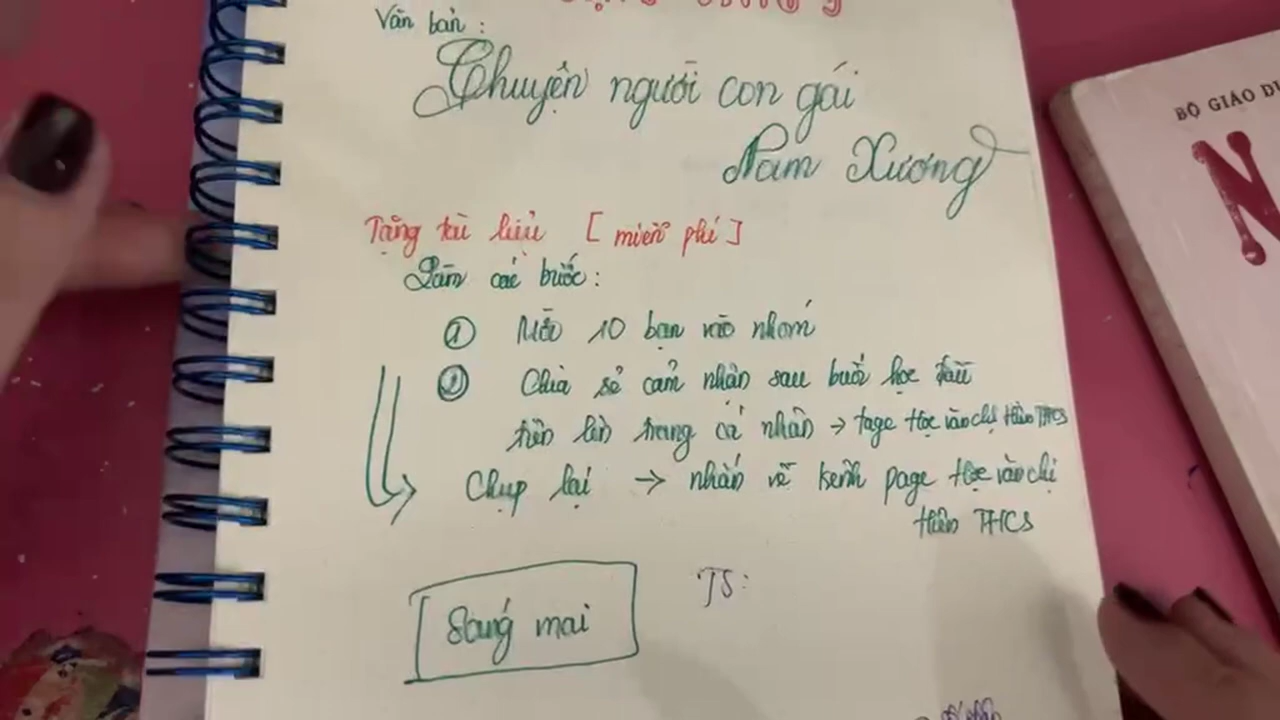 Văn bản :
Chuyện người con gái
Nam Xương
Tặng tài liệu [ miễn phí ]
Làm các bước :
① Mời 10 bạn vào nhóm
② Chia sẻ cảm nhận sau buổi học đầu
tiên lên trang cá nhân → tage Học văn chị Hiên THCS
Chụp lại → nhắn về kênh page Học văn chị
Hiên THCS
Sáng mai
TS:
BỘ GIÁO DỤ
N